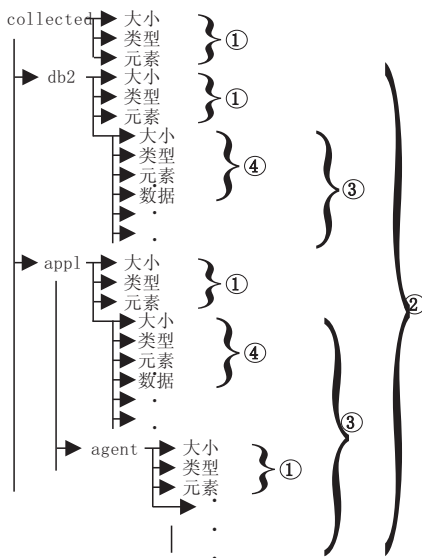 collected 大小
类型 ①
元素
db2 大小
类型 ①
元素
大小
类型 ④
元素 ③
数据
appl 大小
类型 ①
元素 ②
大小
类型 ④
元素
数据
③
agent 大小
类型 ①
元素